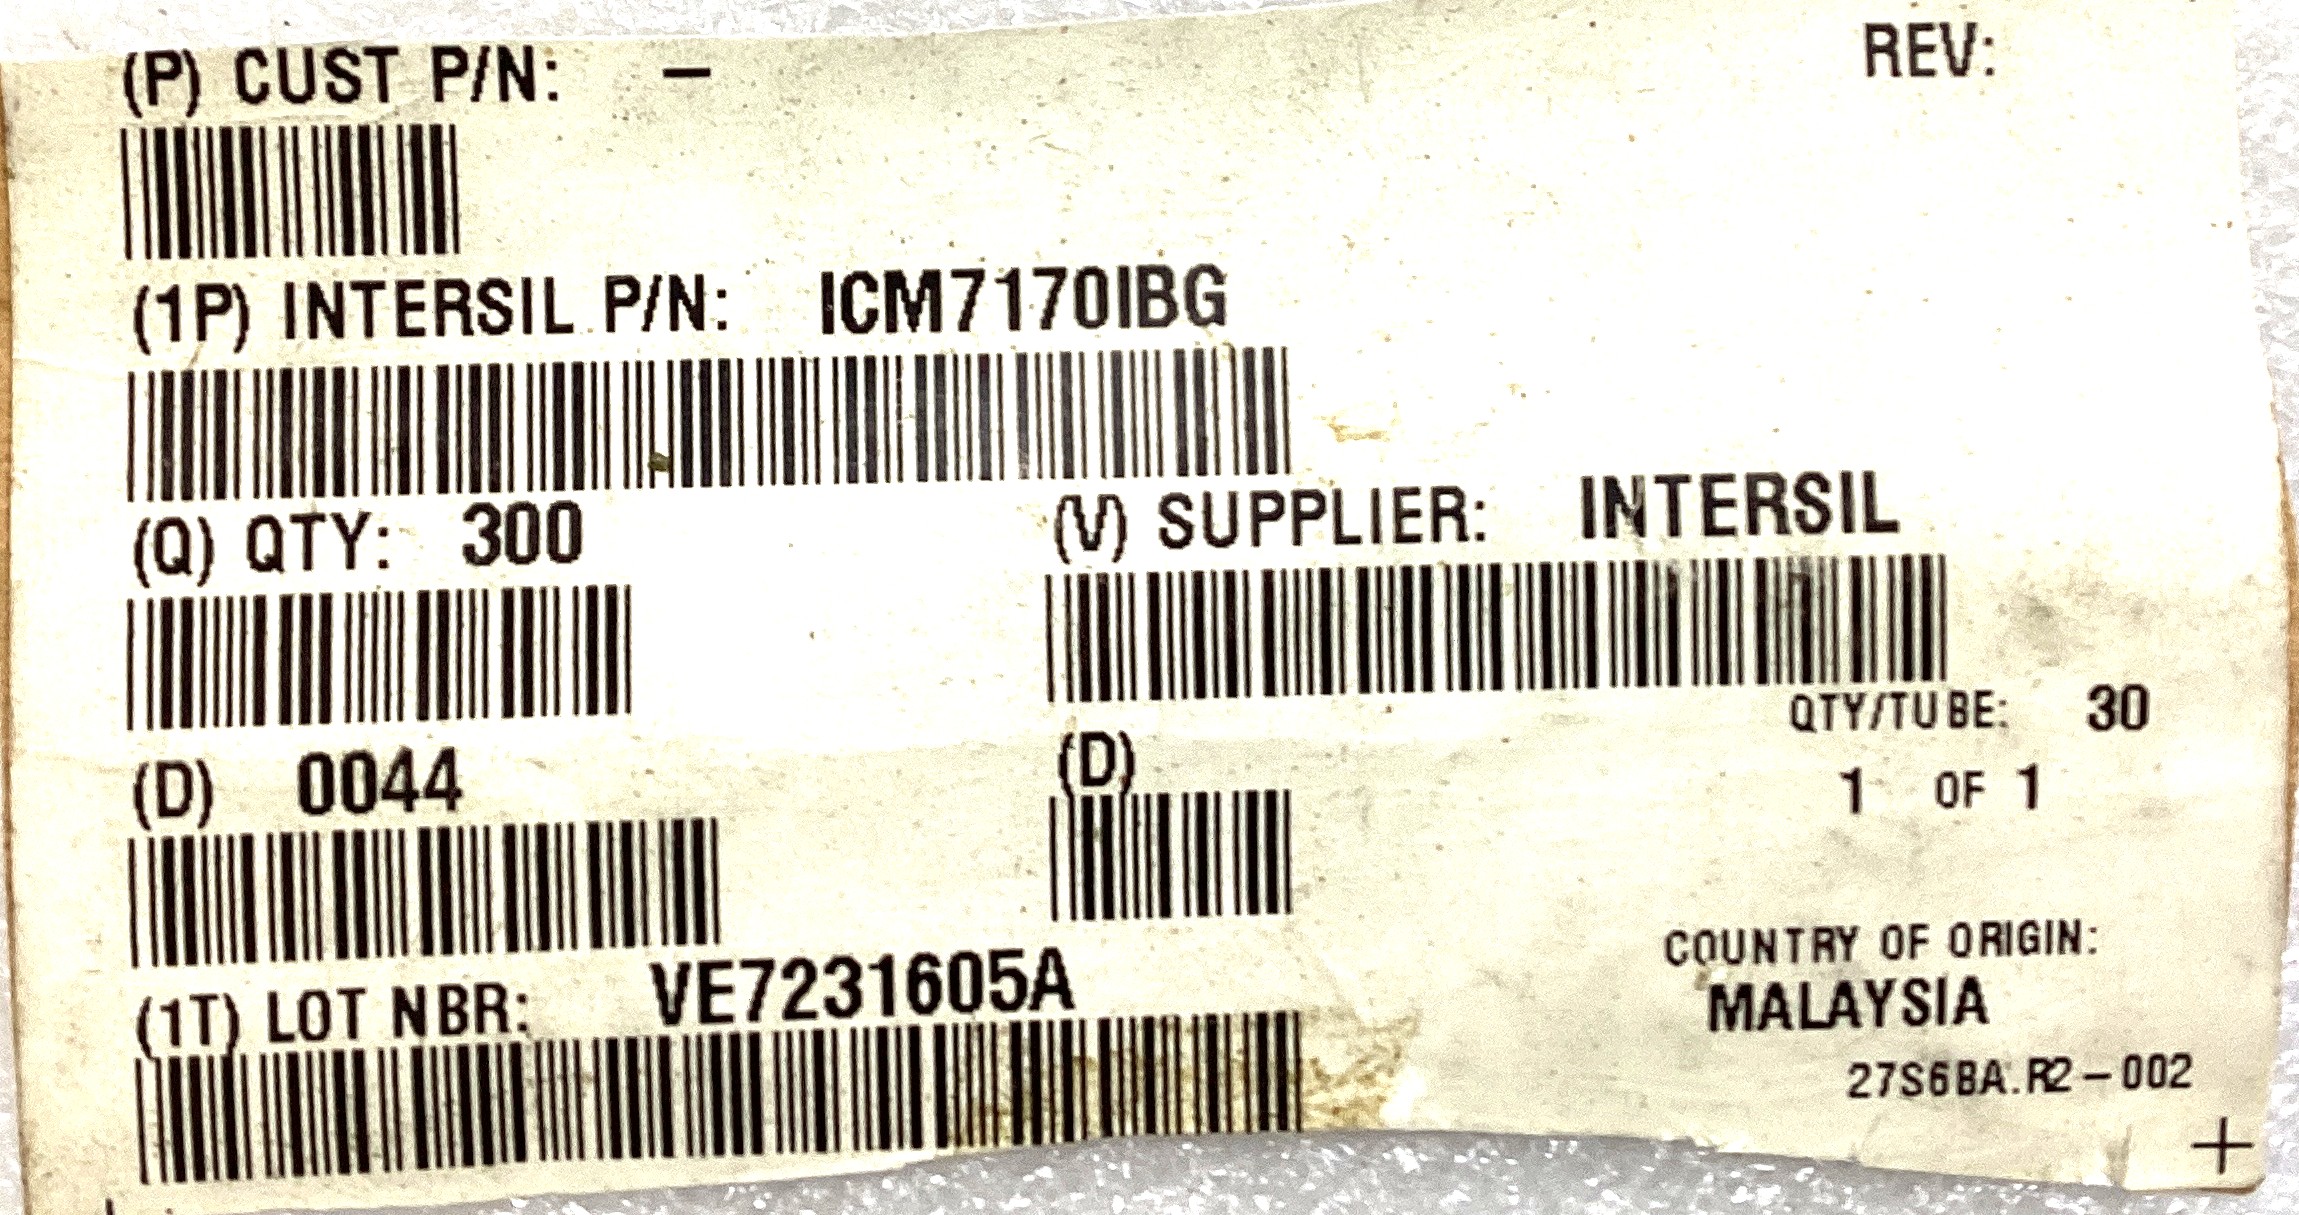 (P) CUST P/N: –
REV:
(1P) INTERSIL P/N: ICM7170IBG
(Q) QTY: 300
(V) SUPPLIER: INTERSIL
QTY/TUBE: 30
(D) 0044
(D)
1 OF 1
COUNTRY OF ORIGIN:
MALAYSIA
(1T) LOT NBR: VE7231605A
27S6BA.R2-002